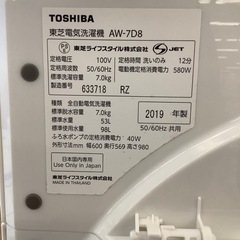 TOSHIBA
東芝電気洗濯機 AW-7D8
東芝ライフスタイル株式会社 JET
定格電圧 100V 定格時間 洗いのみ 12分
定格周波数 50/60Hz 電動機定格消費電力 580W
標準洗濯容量 7.0kg
製造番号 633718 RZ
種類 全自動電気洗濯機
標準脱水容量 7.0kg
標準水量 53L
標準使用水量 98L 50/60Hz 共用
ふろ水ポンプの定格消費電力 40W
外形寸法mm 幅600 奥行569 高さ980
2019 年製
日本国内専用
Use only in Japan
東芝ライフスタイル株式会社
MADE IN THAILAND